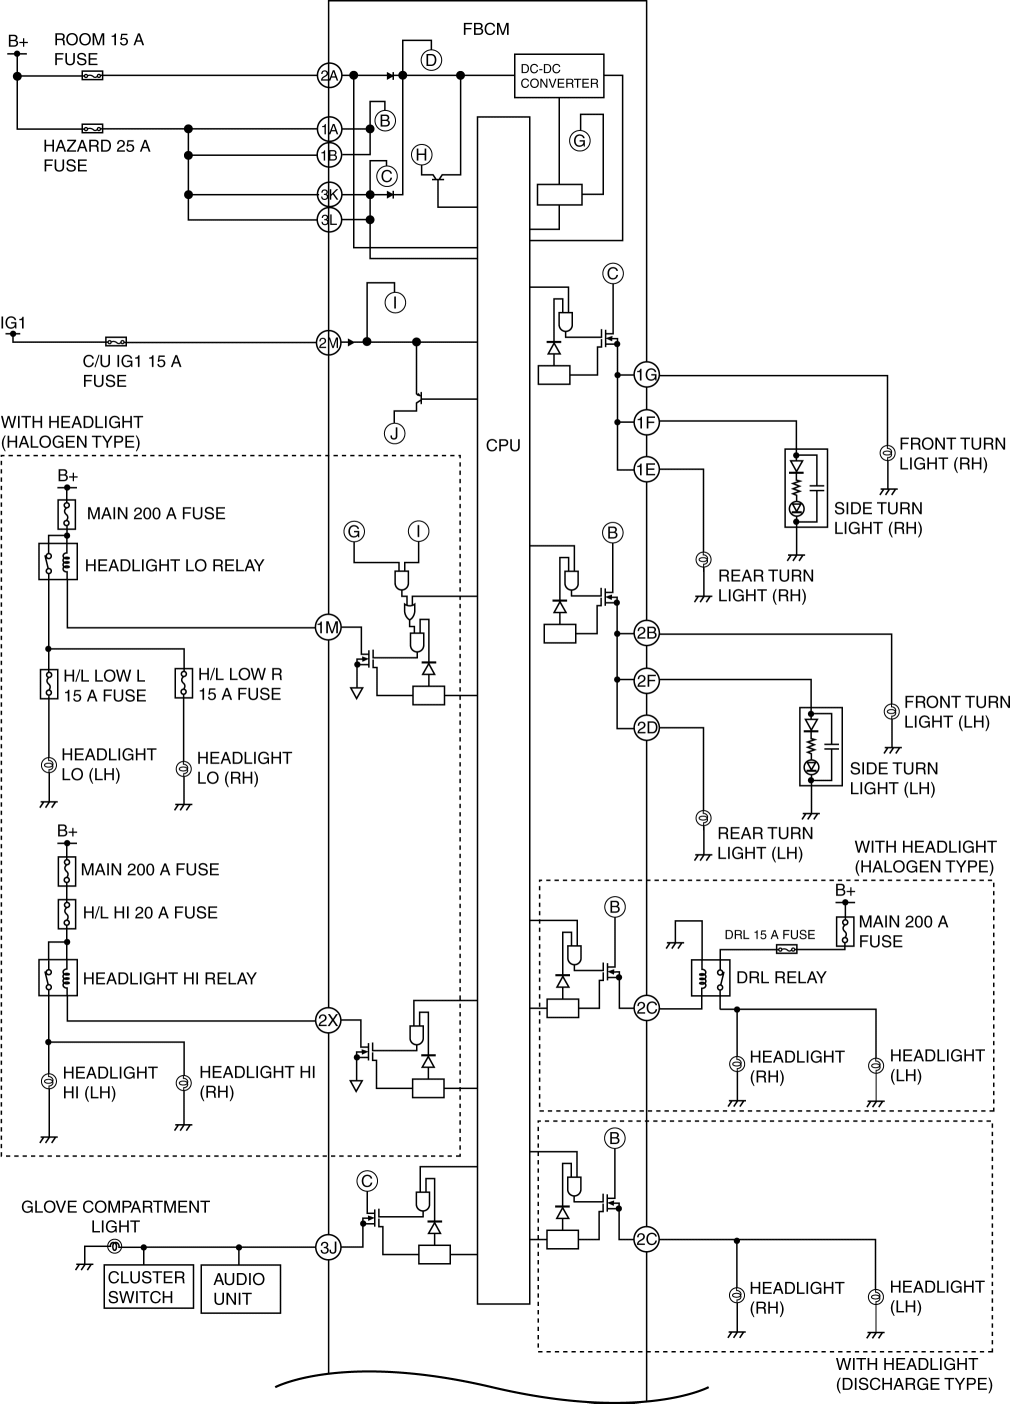 FBCM
B+
ROOM 15 A
FUSE
2A
D
DC-DC
CONVERTER
HAZARD 25 A
FUSE
1A
B
1B
H
G
C
3K
3L
I
C
IG1
C/U IG1 15 A
FUSE
2M
J
CPU
1G
1F
1E
FRONT TURN
LIGHT (RH)
SIDE TURN
LIGHT (RH)
REAR TURN
LIGHT (RH)
WITH HEADLIGHT
(HALOGEN TYPE)
B+
MAIN 200 A FUSE
HEADLIGHT LO RELAY
G
I
1M
H/L LOW L
15 A FUSE
H/L LOW R
15 A FUSE
HEADLIGHT
LO (LH)
HEADLIGHT
LO (RH)
B
2B
2F
2D
FRONT TURN
LIGHT (LH)
SIDE TURN
LIGHT (LH)
REAR TURN
LIGHT (LH)
B+
MAIN 200 A FUSE
H/L HI 20 A FUSE
HEADLIGHT HI RELAY
2X
HEADLIGHT
HI (LH)
HEADLIGHT HI
(RH)
WITH HEADLIGHT
(HALOGEN TYPE)
B
B+
DRL 15 A FUSE
MAIN 200 A
FUSE
DRL RELAY
2C
HEADLIGHT
(RH)
HEADLIGHT
(LH)
C
GLOVE COMPARTMENT
LIGHT
3J
CLUSTER
SWITCH
AUDIO
UNIT
B
2C
HEADLIGHT
(RH)
HEADLIGHT
(LH)
WITH HEADLIGHT
(DISCHARGE TYPE)